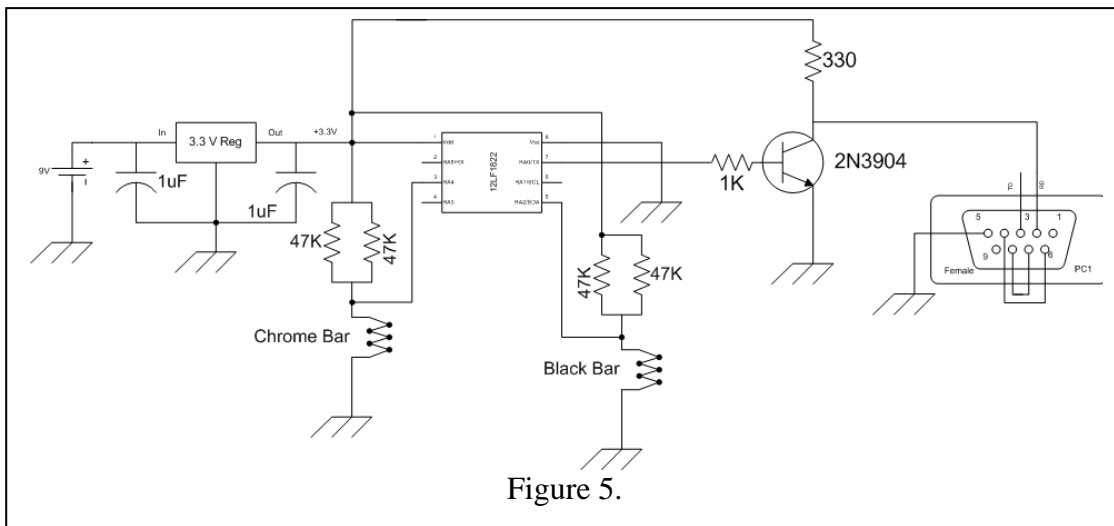 330
In
3.3 V Reg
Out
+3.3V
9V
+
1uF
1uF
1
Vdd
2
3
RA4
4
RA3
12LF1822
8
Vss
7
RA0/TX
6
RA1/SCL
5
RA2/SDA
1K
2N3904
47K
47K
47K
47K
Chrome Bar
Black Bar
TD
RD
5
3
1
9
6
Female
PC1
Figure 5.